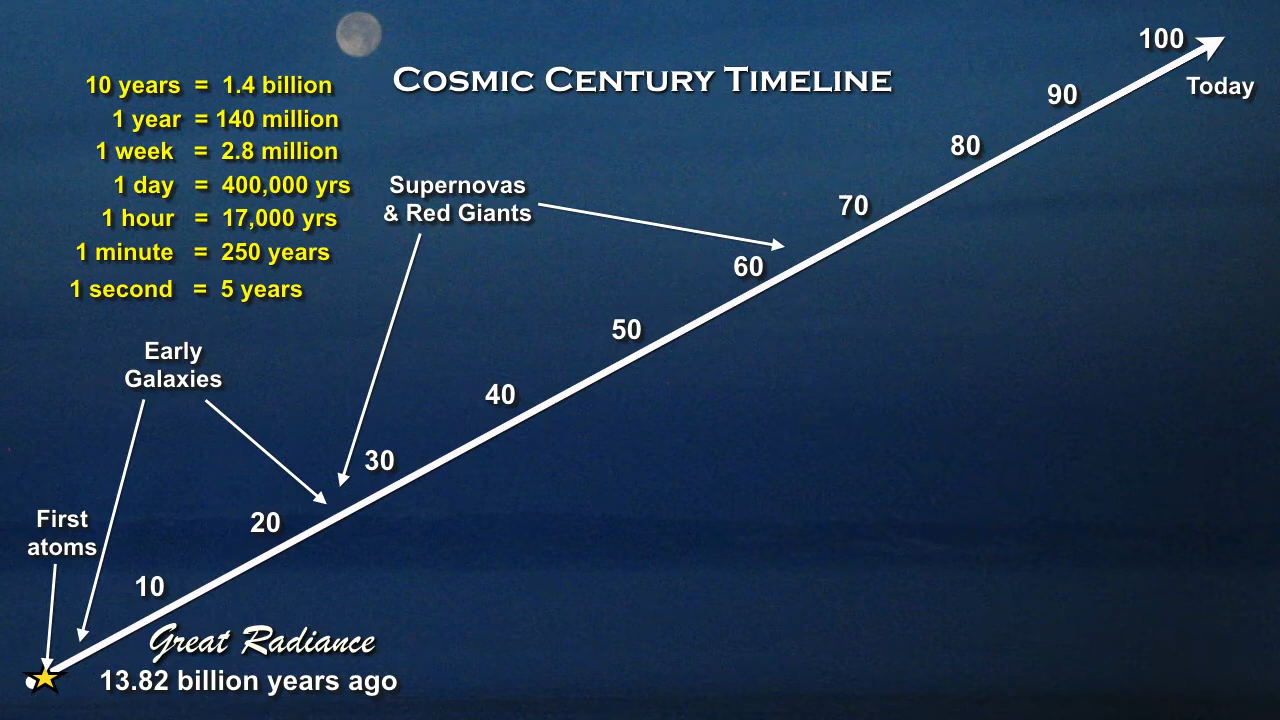 COSMIC CENTURY TIMELINE
10 years = 1.4 billion
1 year = 140 million
1 week = 2.8 million
1 day = 400,000 yrs
1 hour = 17,000 yrs
1 minute = 250 years
1 second = 5 years
100
Today
90
80
70
60
50
40
30
20
10
Supernovas
& Red Giants
Early
Galaxies
First
atoms
Great Radiance
13.82 billion years ago